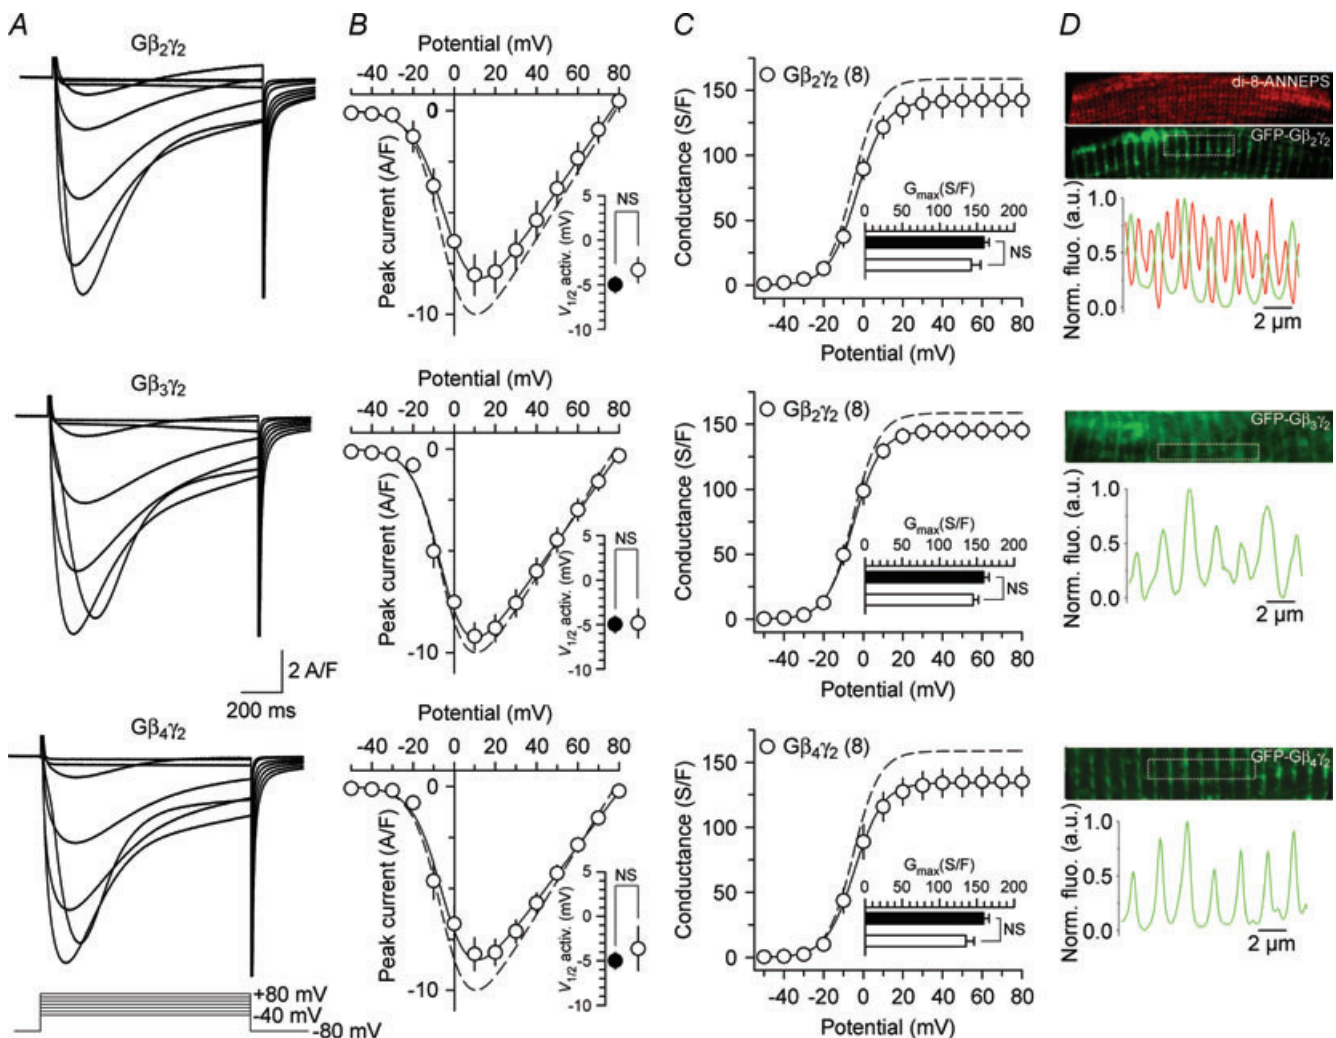 A B C D
Gβ2γ2
Potential (mV)
-40 -20 0 20 40 60 80
0
-10
Peak current (A/F)
NS
5
0
-5
-10
V1/2 activ. (mV)
Gβ2γ2 (8)
150
100
50
0
Conductance (S/F)
Gmax(S/F)
0 50 100 150 200
NS
-40 -20 0 20 40 60 80
Potential (mV)
di-8-ANNEPS
GFP-Gβ2γ2
1.0
0.5
0.0
Norm. fluo. (a.u.)
2 µm
Gβ3γ2
2 A/F
200 ms
Potential (mV)
-40 -20 0 20 40 60 80
0
-10
Peak current (A/F)
NS
5
0
-5
-10
V1/2 activ. (mV)
Gβ2γ2 (8)
150
100
50
0
Conductance (S/F)
Gmax(S/F)
0 50 100 150 200
NS
-40 -20 0 20 40 60 80
Potential (mV)
GFP-Gβ3γ2
1.0
0.5
0.0
Norm. fluo. (a.u.)
2 µm
Gβ4γ2
+80 mV
-40 mV
-80 mV
Potential (mV)
-40 -20 0 20 40 60 80
0
-10
Peak current (A/F)
NS
5
0
-5
-10
V1/2 activ. (mV)
Gβ4γ2 (8)
150
100
50
0
Conductance (S/F)
Gmax(S/F)
0 50 100 150 200
NS
-40 -20 0 20 40 60 80
Potential (mV)
GFP-Gβ4γ2
1.0
0.5
0.0
Norm. fluo. (a.u.)
2 µm